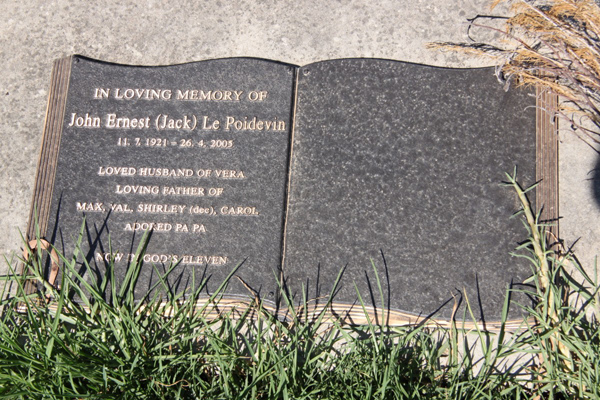 IN LOVING MEMORY OF
John Ernest (Jack) Le Poidevin
11. 7. 1921 - 26. 4. 2005
LOVED HUSBAND OF VERA
LOVING FATHER OF
MAX, VAL, SHIRLEY (dec), CAROL
ADORED PA PA
NOW IN GOD'S ELEVEN